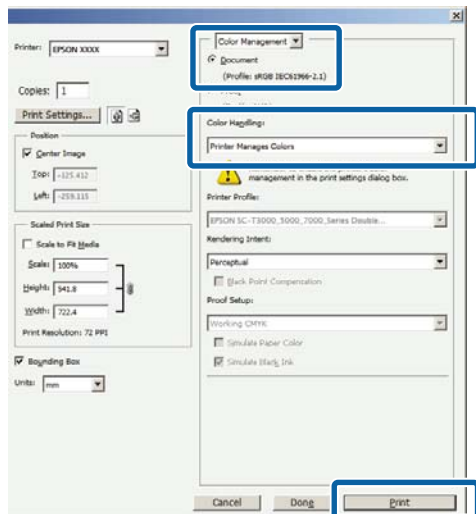 Printer: EPSON XXXX
Copies: 1
Print Settings...
Position
Center Image
Top: -125.412
Left: -259.115
Scaled Print Size
Scale to Fit Media
Scale: 100%
Height: 541.8
Width: 722.4
Print Resolution: 72 PPI
Bounding Box
Units: mm
Color Management
Document
(Profile: sRGB IEC61966-2.1)
Color Handling:
Printer Manages Colors
management in the print settings dialog box.
Printer Profile:
EPSON SC-T3000_5000_7000_Series Double...
Rendering Intent:
Perceptual
Black Point Compensation
Proof Setup:
Working CMYK
Simulate Paper Color
Simulate Black Ink
Cancel
Done
Print